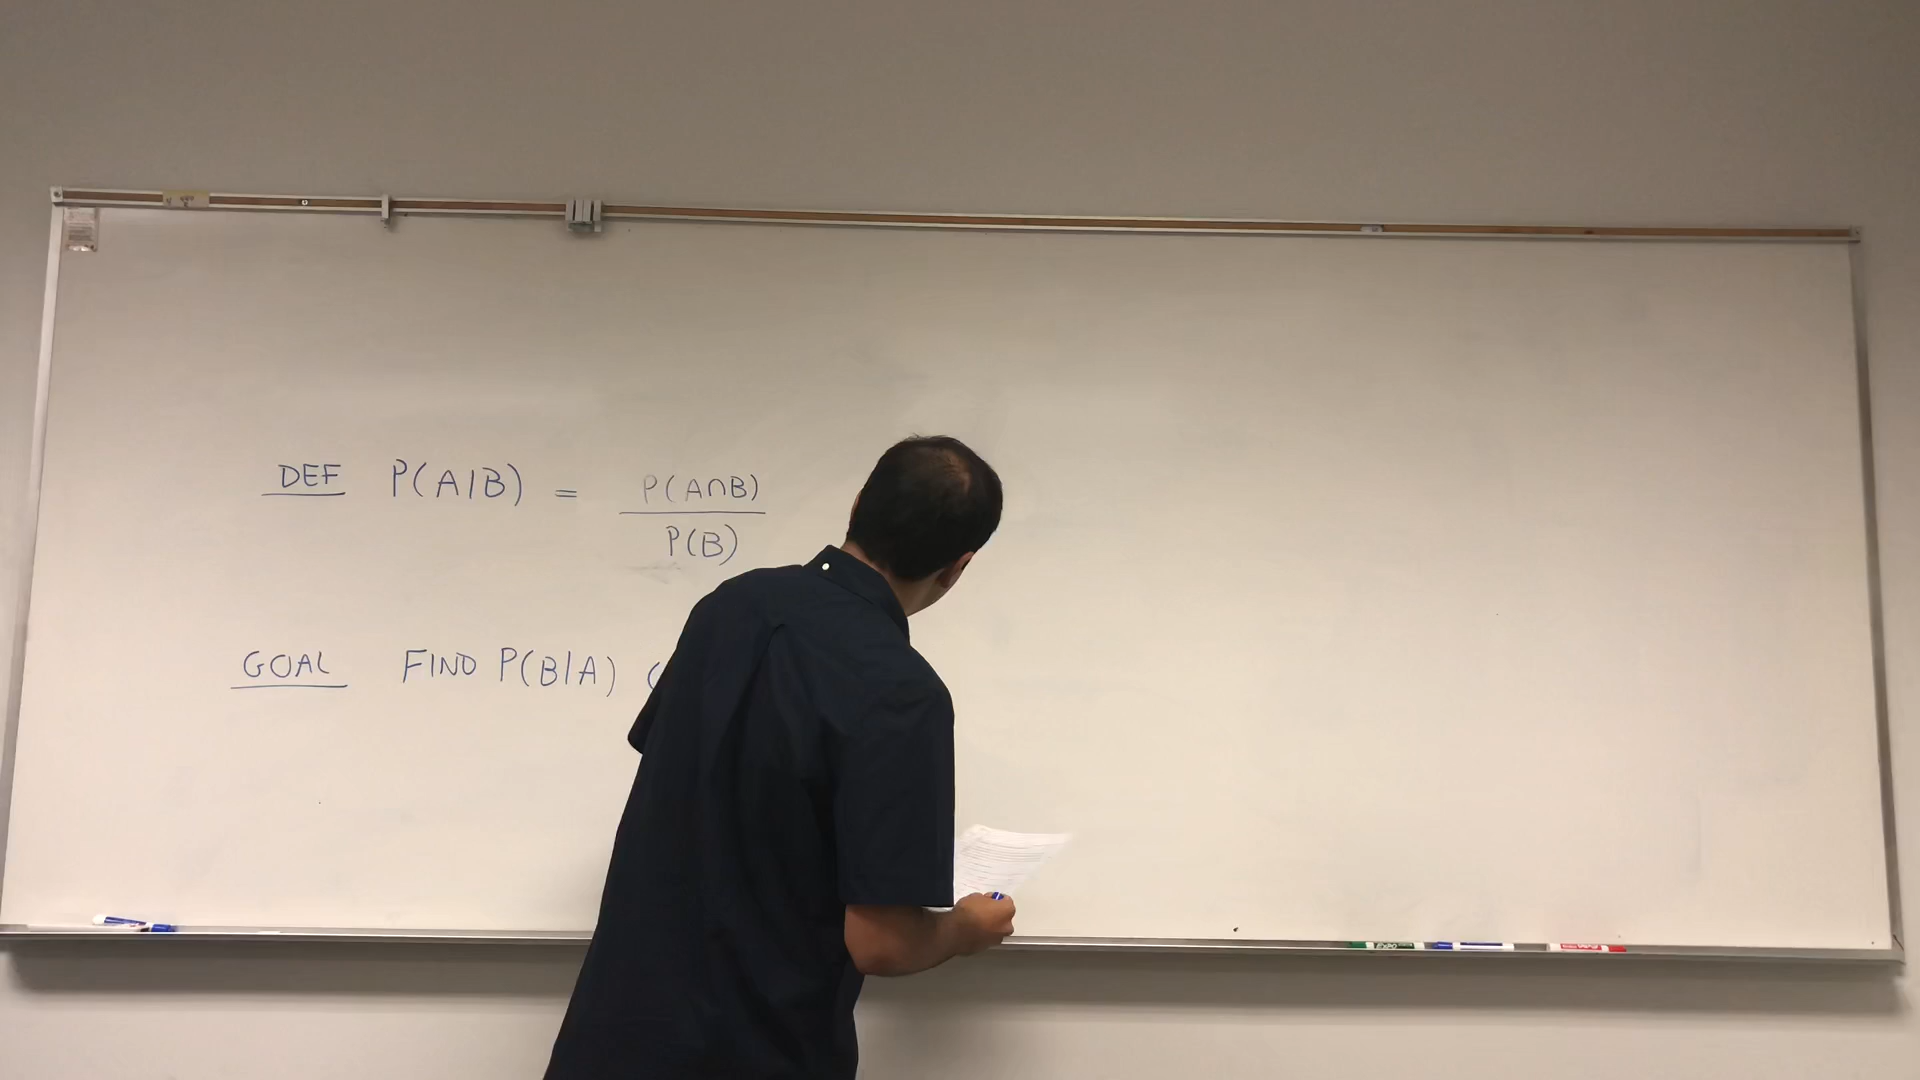 DEF P(A|B) = P(A∩B)
P(B)
GOAL FIND P(B|A) (